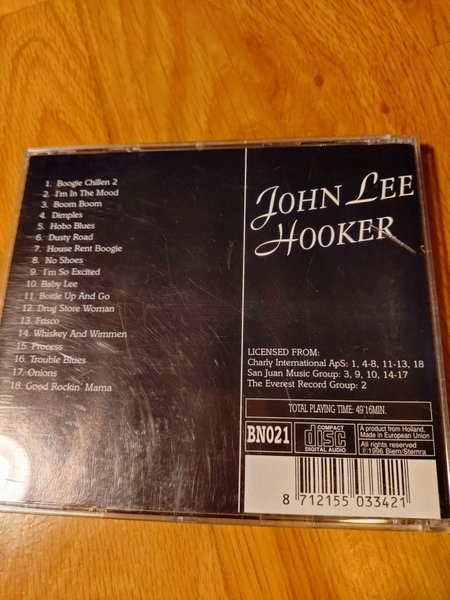 1. Boogie Chillen 2
2. I'm In The Mood
3. Boom Boom
4. Dimples
5. Hobo Blues
6. Dusty Road
7. House Rent Boogie
8. No Shoes
9. I'm So Excited
10. Baby Lee
11. Bottle Up And Go
12. Drug Store Woman
13. Frisco
14. Whiskey And Wimmen
15. Process
16. Trouble Blues
17. Onions
18. Good Rockin' Mama
JOHN LEE
HOOKER
LICENSED FROM:
Charly International ApS: 1, 4-8, 11-13, 18
San Juan Music Group: 3, 9, 10, 14-17
The Everest Record Group: 2
TOTAL PLAYING TIME: 49'16MIN.
BN021
COMPACT
disc
DIGITAL AUDIO
A product from Holland.
Made in European Union
All rights reserved
℗ 1996 Biem/Stemra
8 712155 033421